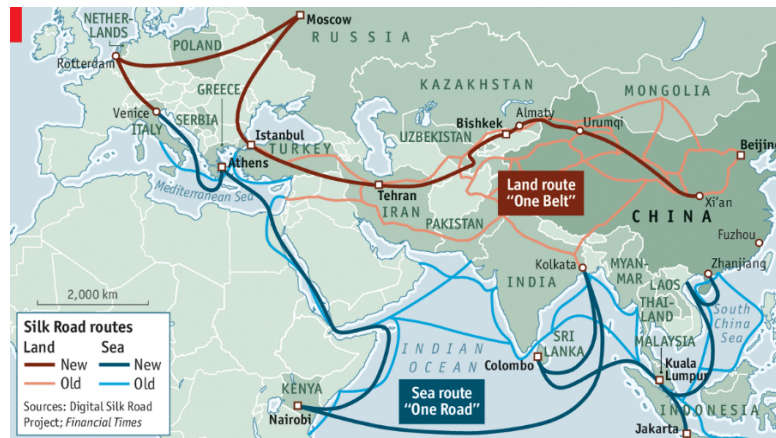 NETHER-
LANDS
Moscow
RUSSIA
POLAND
Rotterdam
KAZAKHSTAN
MONGOLIA
GREECE
Venice
ITALY
SERBIA
Bishkek
Almaty
Urumqi
Istanbul
UZBEKISTAN
TURKEY
Beijing
Athens
Mediterranean Sea
Tehran
Land route
"One Belt"
Xi'an
IRAN
CHINA
PAKISTAN
Fuzhou
Kolkata
MYAN-
MAR
Zhanjiang
INDIA
LAOS
2,000 km
THAI-
LAND
South
China
Sea
Silk Road routes
Land
Sea
New
New
Old
Old
Sources: Digital Silk Road
Project; Financial Times
INDIAN
OCEAN
SRI
LANKA
MALAYSIA
Colombo
Kuala
Lumpur
KENYA
Sea route
"One Road"
INDONESIA
Nairobi
Jakarta